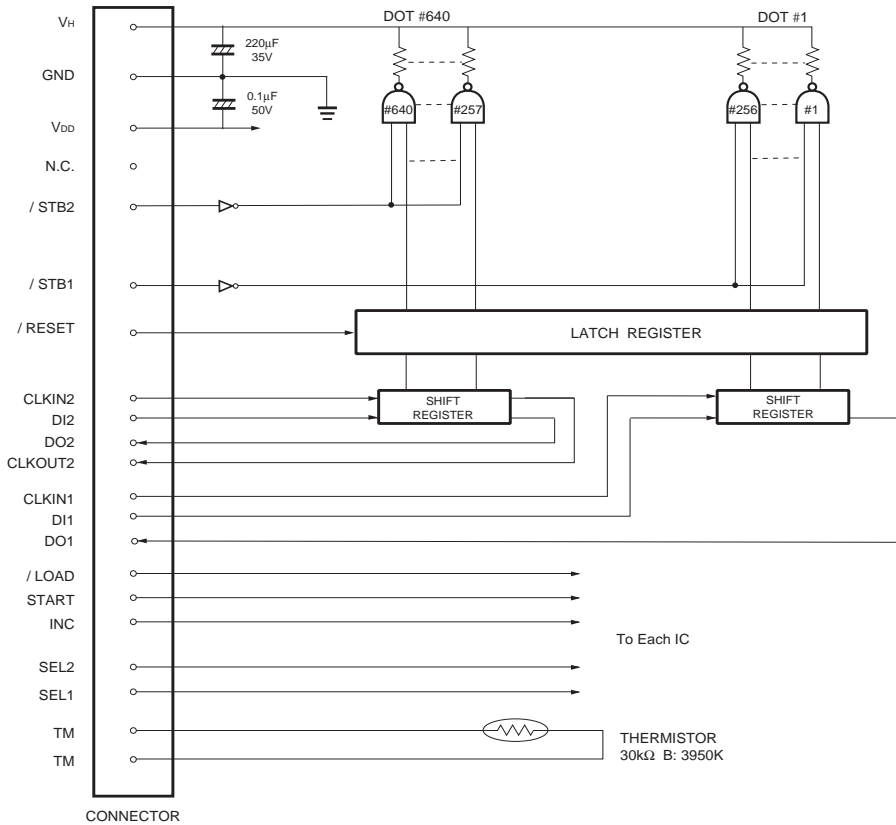 VH
DOT #640
DOT #1
220µF
35V
GND
0.1µF
50V
#640
#257
#256
#1
VDD
N.C.
/ STB2
/ STB1
/ RESET
LATCH REGISTER
CLKIN2
SHIFT
REGISTER
SHIFT
REGISTER
DI2
DO2
CLKOUT2
CLKIN1
DI1
DO1
/ LOAD
START
INC
To Each IC
SEL2
SEL1
TM
THERMISTOR
30kΩ B: 3950K
TM
CONNECTOR